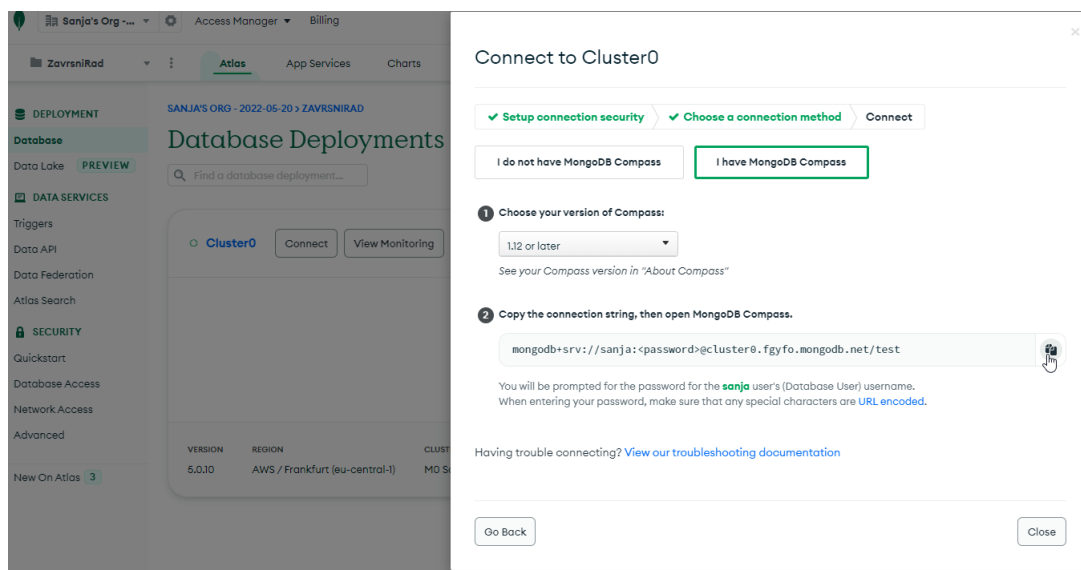 Sanja's Org -...
Access Manager
Billing
ZavrsniRad
Atlas
App Services
Charts
DEPLOYMENT
Database
Data Lake PREVIEW
DATA SERVICES
Triggers
Data API
Data Federation
Atlas Search
SECURITY
Quickstart
Database Access
Network Access
Advanced
New On Atlas 3
SANJA'S ORG - 2022-05-20 > ZAVRSNIRAD
Database Deployments
Find a database deployment...
Cluster0
Connect
View Monitoring
VERSION
REGION
5.0.10
AWS / Frankfurt (eu-central-1)
Connect to Cluster0
Setup connection security
Choose a connection method
Connect
I do not have MongoDB Compass
I have MongoDB Compass
1 Choose your version of Compass:
1.12 or later
See your Compass version in "About Compass"
2 Copy the connection string, then open MongoDB Compass.
mongodb+srv://sanja:<password>@cluster0.fgyfo.mongodb.net/test
You will be prompted for the password for the sanja user's (Database User) username.
When entering your password, make sure that any special characters are URL encoded.
Having trouble connecting? View our troubleshooting documentation
Go Back
Close